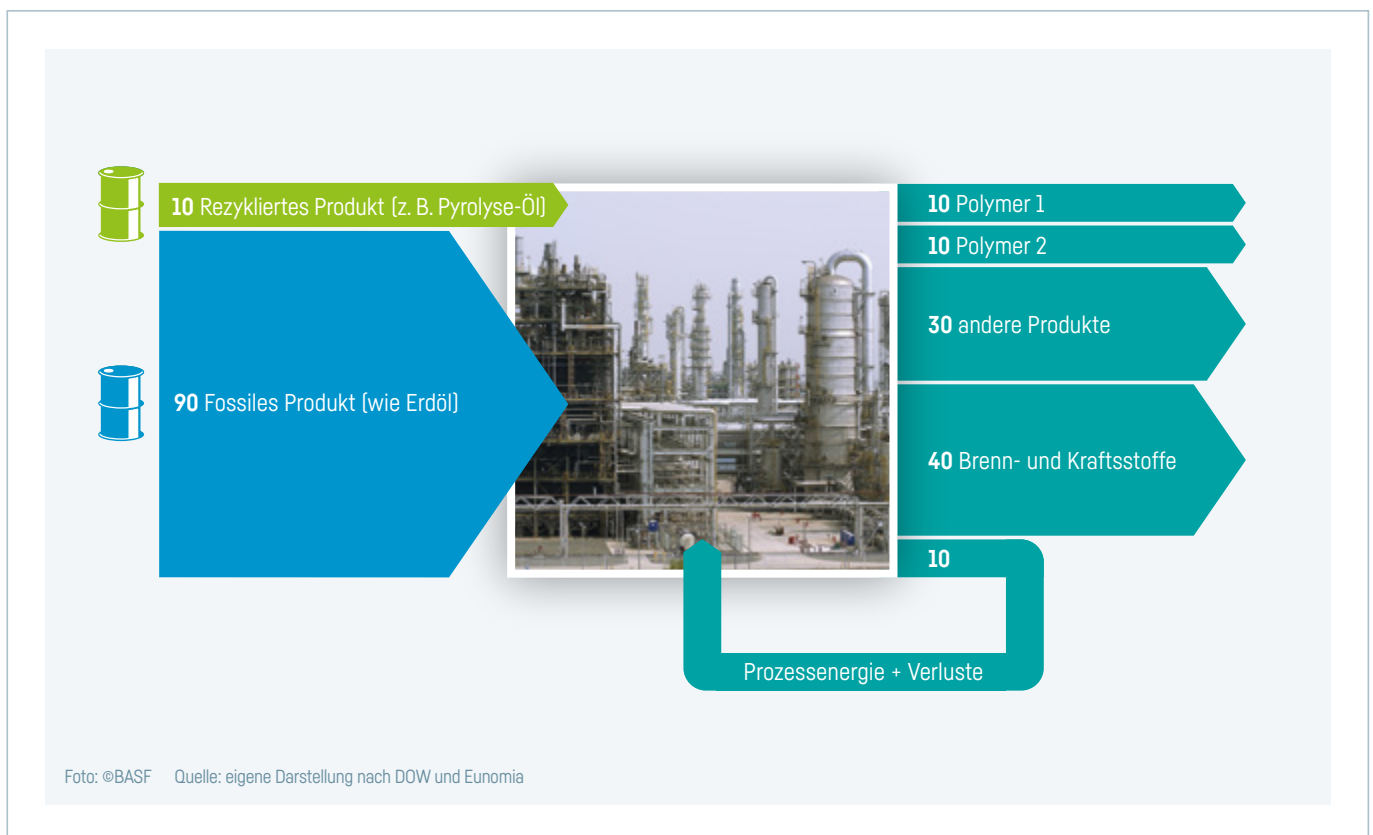 10 Rezykliertes Produkt (z. B. Pyrolyse-Öl)
90 Fossiles Produkt (wie Erdöl)
10 Polymer 1
10 Polymer 2
30 andere Produkte
40 Brenn- und Kraftsstoffe
10
Prozessenergie + Verluste
Foto: ©BASF Quelle: eigene Darstellung nach DOW und Eunomia